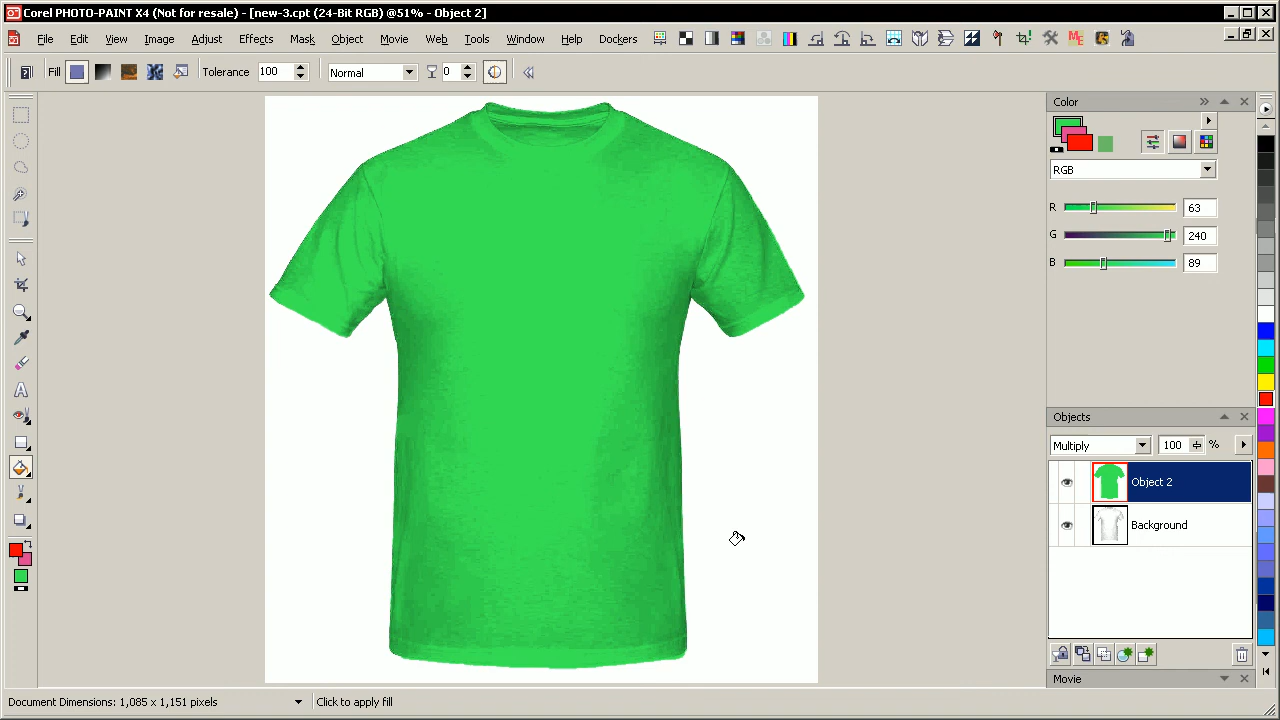 Corel PHOTO-PAINT X4 (Not for resale) - [new-3.cpt (24-Bit RGB) @51% - Object 2]
File Edit View Image Adjust Effects Mask Object Movie Web Tools Window Help Dockers ME
Fill Tolerance 100 Normal 0
Color
RGB
R 63
G 240
B 89
Objects
Multiply 100 %
Object 2
Background
Movie
A
Document Dimensions: 1,085 x 1,151 pixels Click to apply fill